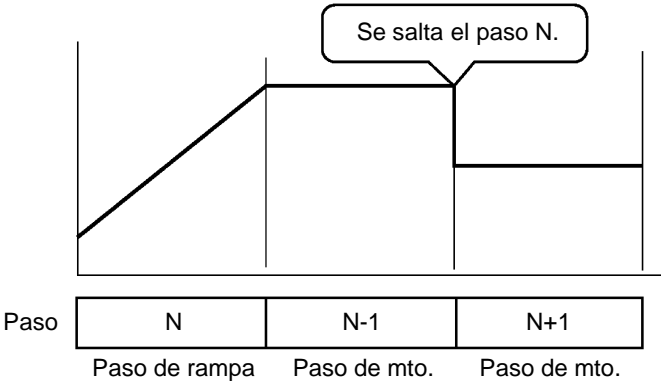 Se salta el paso N.
Paso N N-1 N+1
Paso de rampa Paso de mto. Paso de mto.